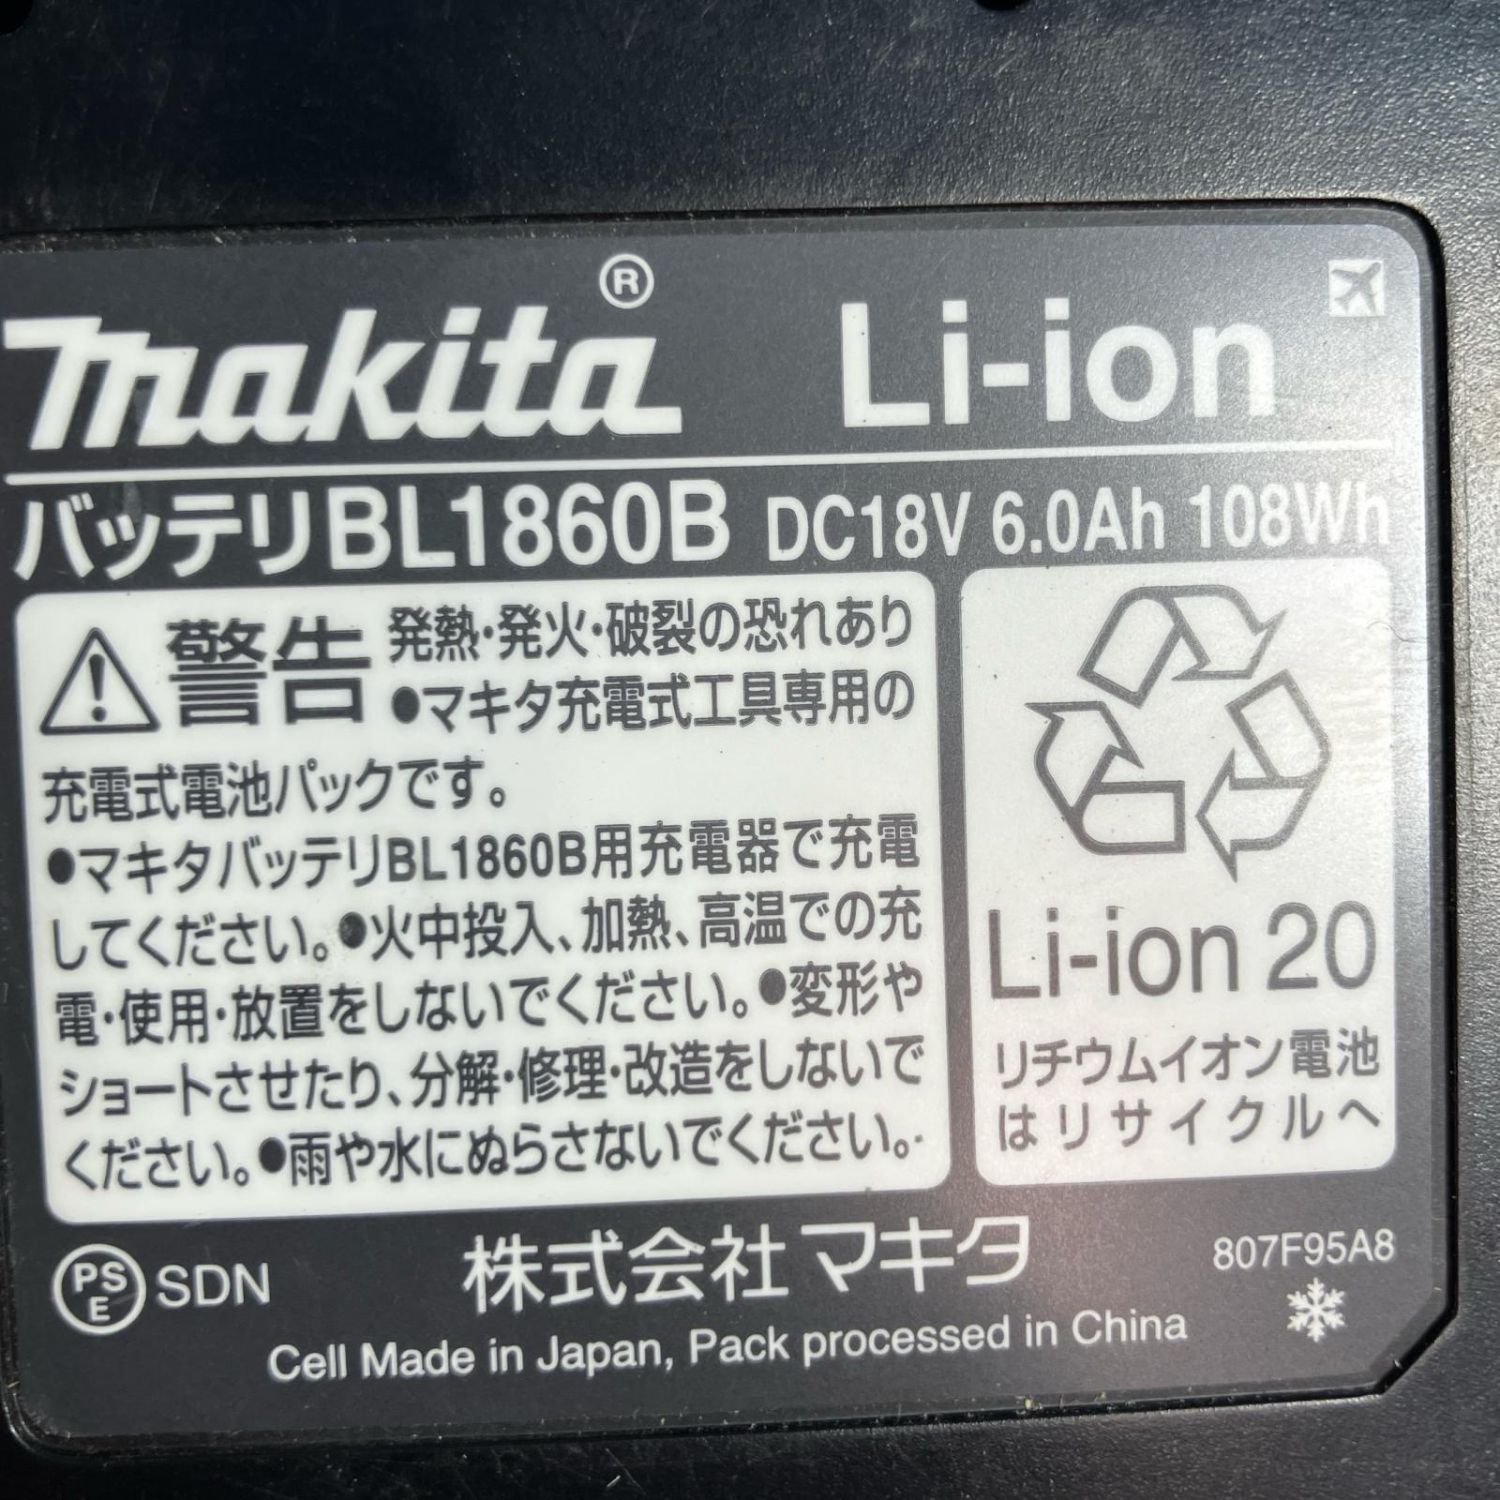 makita® Li-ion
バッテリBL1860B DC18V 6.0Ah 108Wh
警告 発熱・発火・破裂の恐れあり
●マキタ充電式工具専用の
充電式電池パックです。
●マキタバッテリBL1860B用充電器で充電
してください。●火中投入、加熱、高温での充
電・使用・放置をしないでください。●変形や
ショートさせたり、分解・修理・改造をしないで
ください。●雨や水にぬらさないでください。
Li-ion 20
リチウムイオン電池
はリサイクルへ
PS
E
SDN
株式会社マキタ
807F95A8
Cell Made in Japan, Pack processed in China